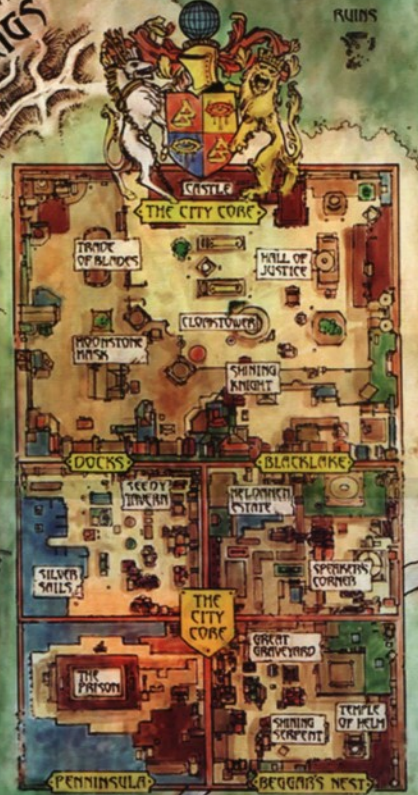 RUINS
CASTLE
THE CITY CORE
TRADE
OF BLADES
HALL OF
JUSTICE
CLOAKTOWER
MOONSTONE
MASK
SHINING
KNIGHT
DOCKS
BLACKLAKE
SEEDY
TAVERN
MELDANEN
ESTATE
SILVER
SAILS
SPEAKERS
CORNER
THE
CITY
CORE
GREAT
GRAVEYARD
THE
PRISON
SHINING
SERPENT
TEMPLE
OF HELM
PENNINSULA
BEGGAR'S NEST